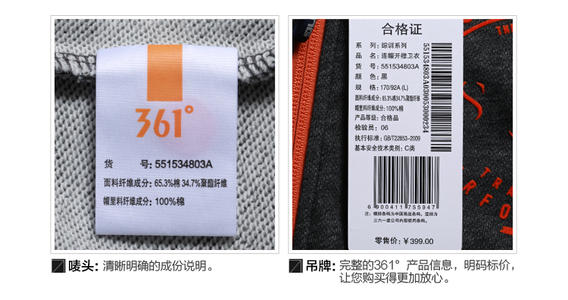 361°
货 号: 551534803A
面料纤维成分: 65.3%棉 34.7%聚酯纤维
帽里料纤维成分: 100%棉
合格证
系 列: 综训系列
品 名: 连帽开襟卫衣
货 号: 551534803A
颜 色: 黑
规 格: 170/92A (L)
面料纤维成分: 65.3%棉34.7%聚酯纤维
帽里料纤维成分: 100%棉
产品等级: 合格品
检验员: 06
执行标准: GB/T22853-2009
基本安全技术类别: C类
6900411755947
零售价: ¥399.00
551534803A030053000234
唛头: 清晰明确的成份说明。
吊牌: 完整的361°产品信息，明码标价，
让您购买得更加放心。